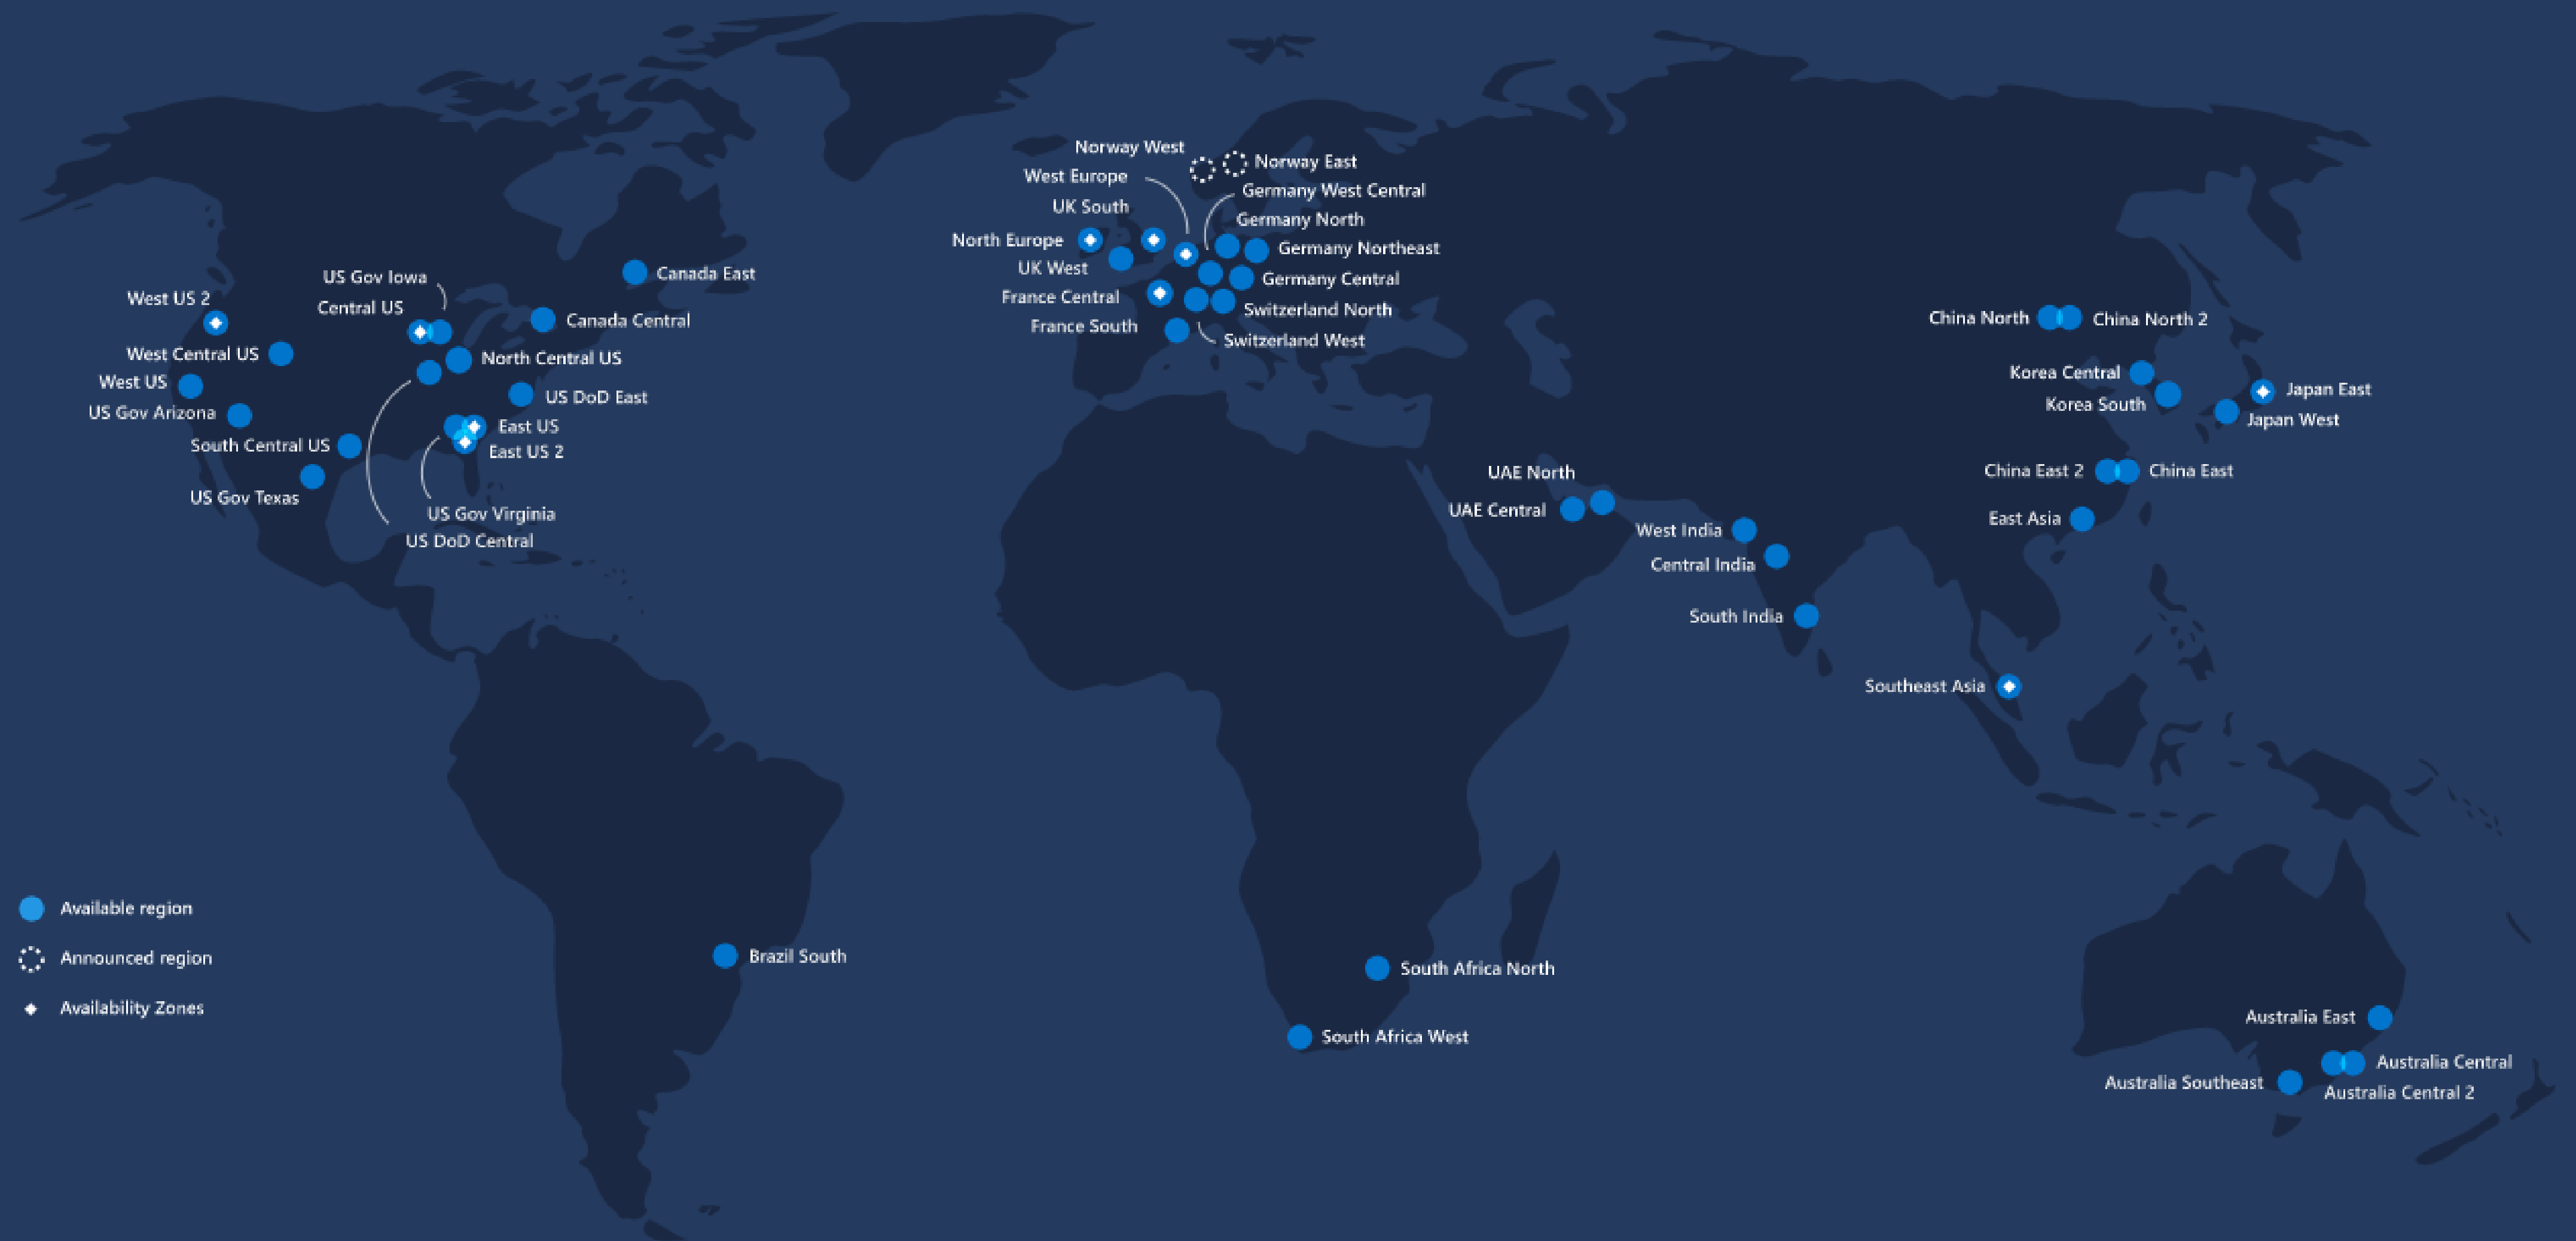 Norway West
Norway East
West Europe
Germany West Central
UK South
Germany North
North Europe
Germany Northeast
UK West
Germany Central
France Central
Switzerland North
France South
Switzerland West
US Gov Iowa
Canada East
West US 2
Central US
Canada Central
West Central US
North Central US
West US
US DoD East
US Gov Arizona
East US
South Central US
East US 2
US Gov Texas
US Gov Virginia
US DoD Central
China North
China North 2
Korea Central
Japan East
Korea South
Japan West
UAE North
China East 2
China East
UAE Central
East Asia
West India
Central India
South India
Southeast Asia
Available region
Announced region
Availability Zones
Brazil South
South Africa North
South Africa West
Australia East
Australia Central
Australia Southeast
Australia Central 2